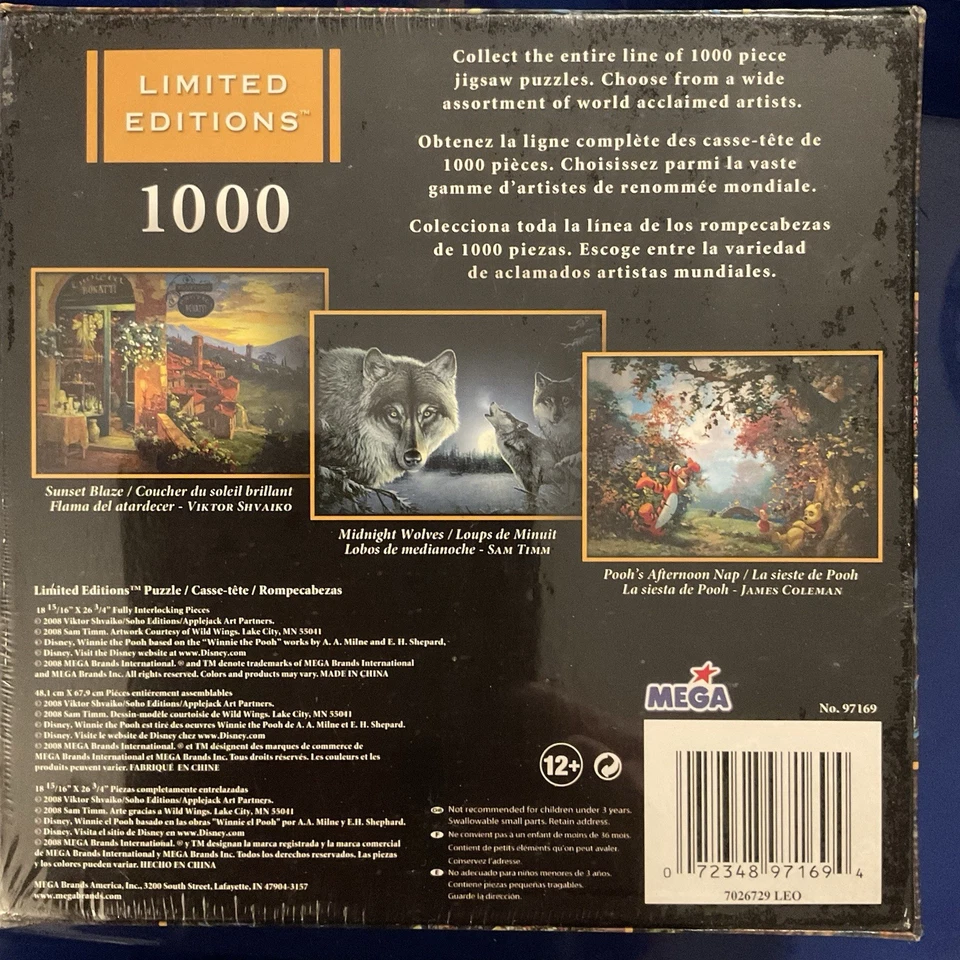 LIMITED
EDITIONS™
1000
Collect the entire line of 1000 piece
jigsaw puzzles. Choose from a wide
assortment of world acclaimed artists.
Obtenez la ligne complète des casse-tête de
1000 pièces. Choisissez parmi la vaste
gamme d'artistes de renommée mondiale.
Colecciona toda la línea de los rompecabezas
de 1000 piezas. Escoge entre la variedad
de aclamados artistas mundiales.
BONATTI
Sunset Blaze / Coucher du soleil brillant
Flama del atardecer - VIKTOR SHVAIKO
Midnight Wolves / Loups de Minuit
Lobos de medianoche - SAM TIMM
Pooh's Afternoon Nap / La sieste de Pooh
La siesta de Pooh - JAMES COLEMAN
Limited Editions™ Puzzle / Casse-tête / Rompecabezas
18 15/16" X 26 3/4" Fully Interlocking Pieces
© 2008 Viktor Shvaiko/Soho Editions/Applejack Art Partners.
© 2008 Sam Timm. Artwork Courtesy of Wild Wings. Lake City, MN 55041
© Disney, Winnie the Pooh based on the "Winnie the Pooh" works by A. A. Milne and E. H. Shepard,
© Disney. Visit the Disney website at www.Disney.com
© 2008 MEGA Brands International. ® and TM denote trademarks of MEGA Brands International
and MEGA Brands Inc. All rights reserved. Colors and products may vary. MADE IN CHINA
48,1 cm X 67,9 cm Pièces entièrement assemblables
© 2008 Viktor Shvaiko/Soho Editions/Applejack Art Partners.
© 2008 Sam Timm. Dessin-modèle courtoisie de Wild Wings. Lake City, MN 55041
© Disney, Winnie the Pooh est tiré des oeuvres Winnie the Pooh de A. A. Milne et E. H. Shepard.
© Disney. Visitez le website de Disney chez www.Disney.com
© 2008 MEGA Brands International. ® et TM désignent des marques de commerce de
MEGA Brands International et MEGA Brands Inc. Tous droits réservés. Les couleurs et les
produits peuvent varier. FABRIQUÉ EN CHINE
18 15/16" X 26 3/4" Piezas completamente entrelazadas
© 2008 Viktor Shvaiko/Soho Editions/Applejack Art Partners.
© 2008 Sam Timm. Arte gracias a Wild Wings. Lake City, MN 55041
© Disney, Winnie el Pooh basado en las obras "Winnie el Pooh" por A.A. Milne y E.H. Shepard.
© Disney. Visita el sitio de Disney en www.Disney.com
© 2008 MEGA Brands International. ® y TM designan la marca registrada y la marca comercial
de MEGA Brands International y MEGA Brands Inc. Todos los derechos reservados. Las piezas
y los colores pueden variar. HECHO EN CHINA
MEGA Brands America, Inc., 3200 South Street, Lafayette, IN 47904-3157
www.megabrands.com
12+
GB Not recommended for children under 3 years.
Swallowable small parts. Retain address.
F Ne convient pas à un enfant de moins de 36 mois.
Contient de petits éléments qu'on peut avaler.
Conservez l'adresse.
E No adecuado para niños menores de 3 años.
Contiene piezas pequeñas tragables.
Guarde la dirección.
MEGA
No. 97169
0 72348 97169 4
7026729 LEO